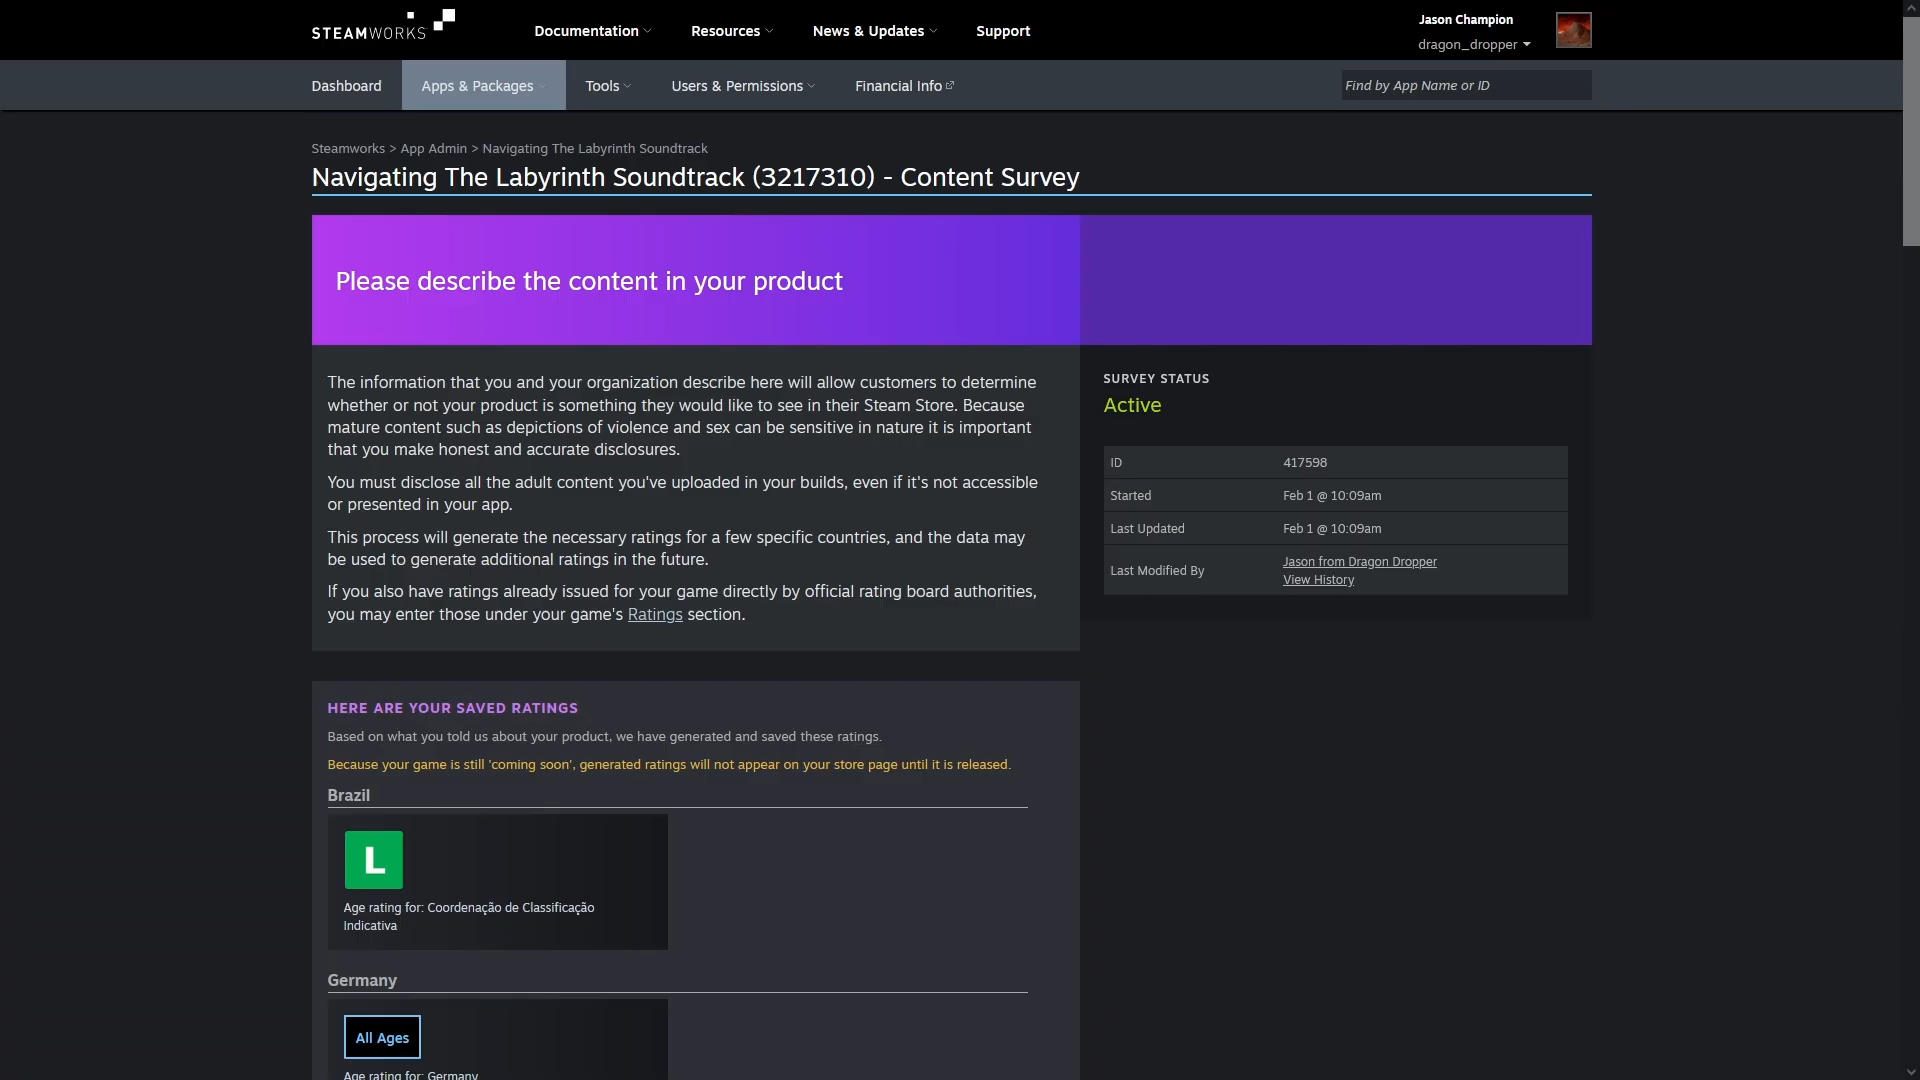 STEAMWORKS
Documentation
Resources
News & Updates
Support
Jason Champion
dragon_dropper
Dashboard
Apps & Packages
Tools
Users & Permissions
Financial Info
Find by App Name or ID
Steamworks > App Admin > Navigating The Labyrinth Soundtrack
Navigating The Labyrinth Soundtrack (3217310) - Content Survey
Please describe the content in your product
The information that you and your organization describe here will allow customers to determine
whether or not your product is something they would like to see in their Steam Store. Because
mature content such as depictions of violence and sex can be sensitive in nature it is important
that you make honest and accurate disclosures.
You must disclose all the adult content you've uploaded in your builds, even if it's not accessible
or presented in your app.
This process will generate the necessary ratings for a few specific countries, and the data may
be used to generate additional ratings in the future.
If you also have ratings already issued for your game directly by official rating board authorities,
you may enter those under your game's Ratings section.
SURVEY STATUS
Active
ID 417598
Started Feb 1 @ 10:09am
Last Updated Feb 1 @ 10:09am
Last Modified By Jason from Dragon Dropper
View History
HERE ARE YOUR SAVED RATINGS
Based on what you told us about your product, we have generated and saved these ratings.
Because your game is still 'coming soon', generated ratings will not appear on your store page until it is released.
Brazil
L
Age rating for: Coordenação de Classificação
Indicativa
Germany
All Ages
Age rating for: Germany